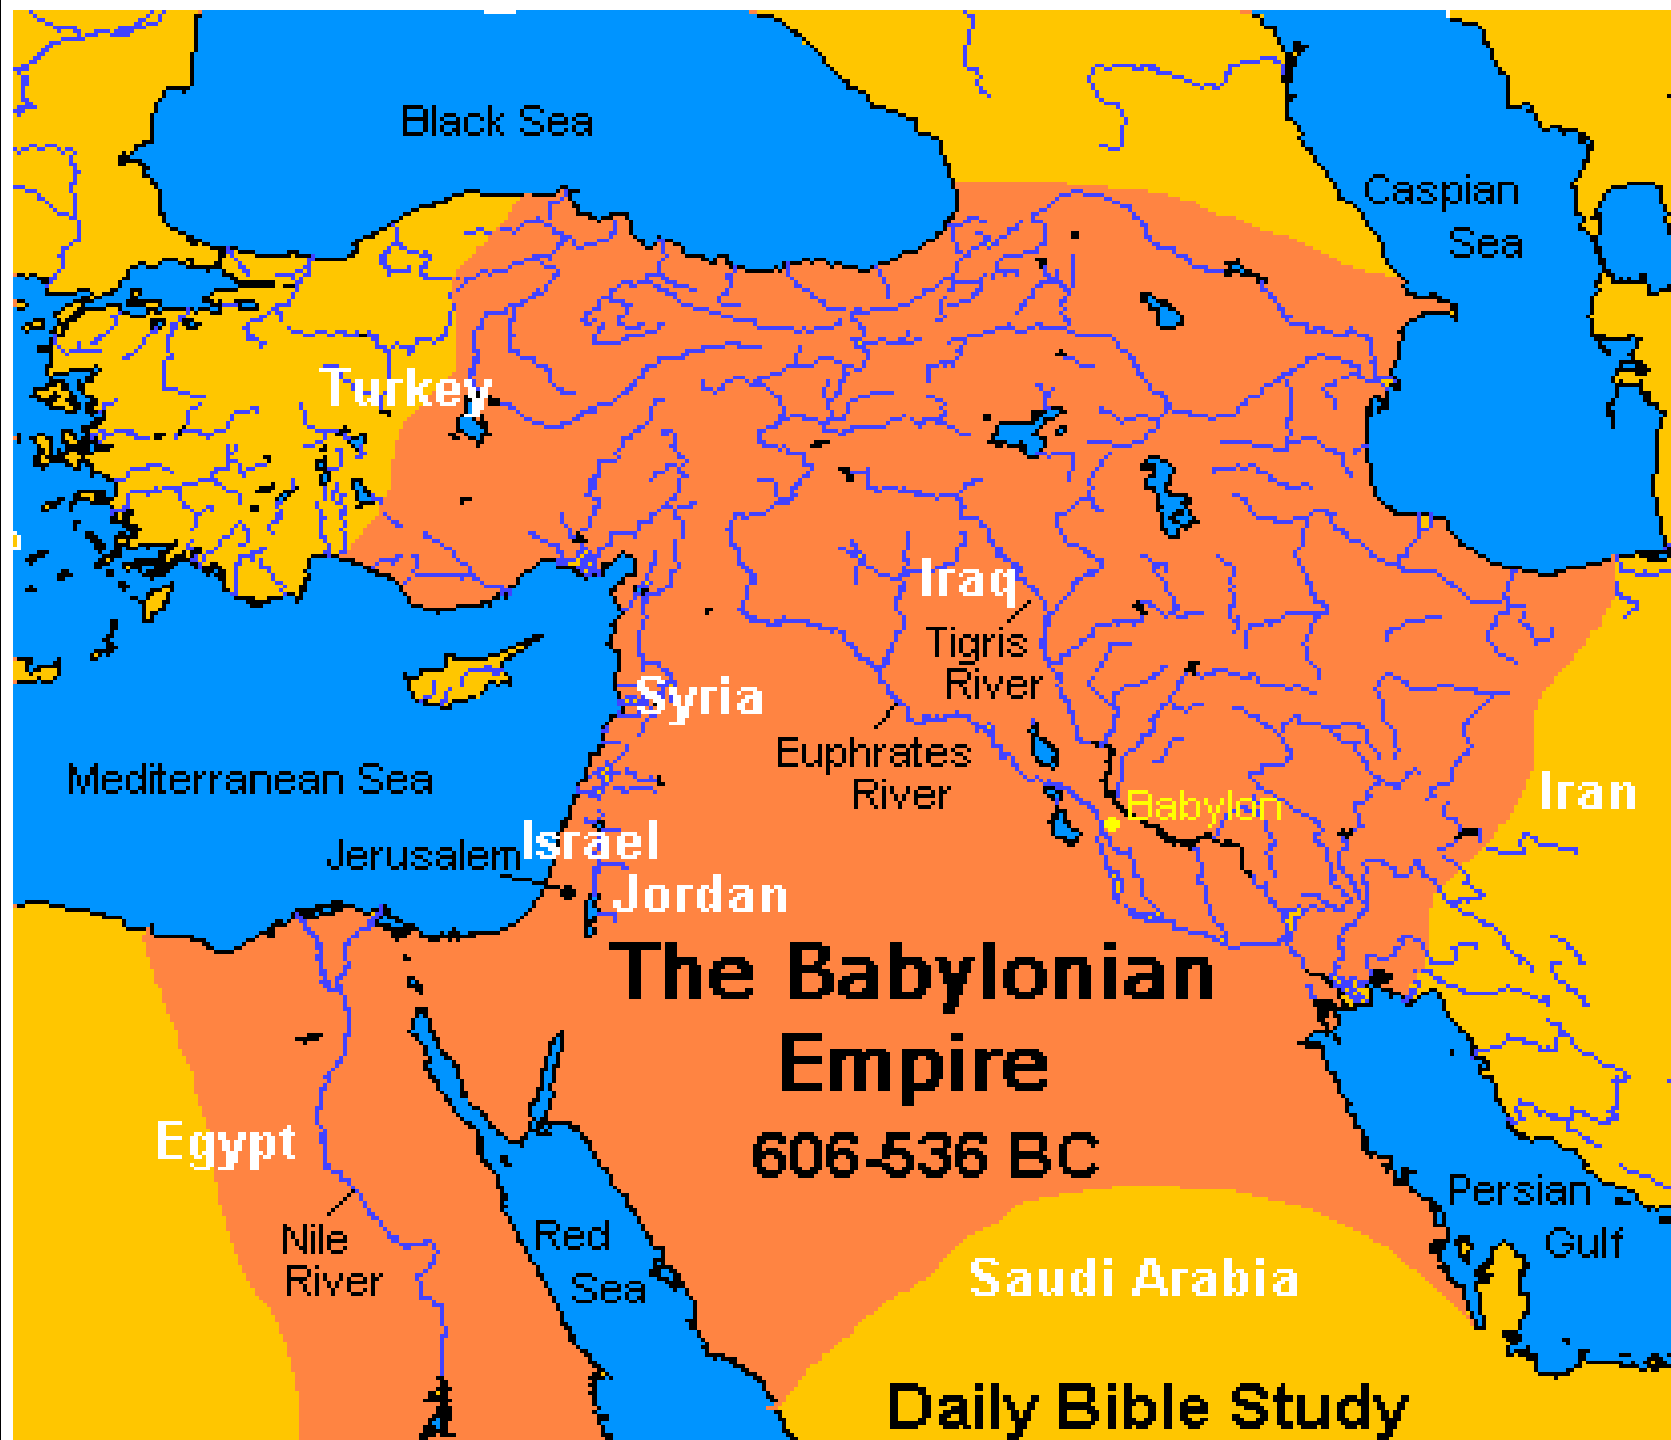 Black Sea
Caspian
Sea
Turkey
Iraq
Tigris
River
Syria
Euphrates
River
Mediterranean Sea
Babylon
Iran
Israel
Jerusalem
Jordan
The Babylonian
Empire
606-536 BC
Egypt
Nile
River
Red
Sea
Persian
Gulf
Saudi Arabia
Daily Bible Study